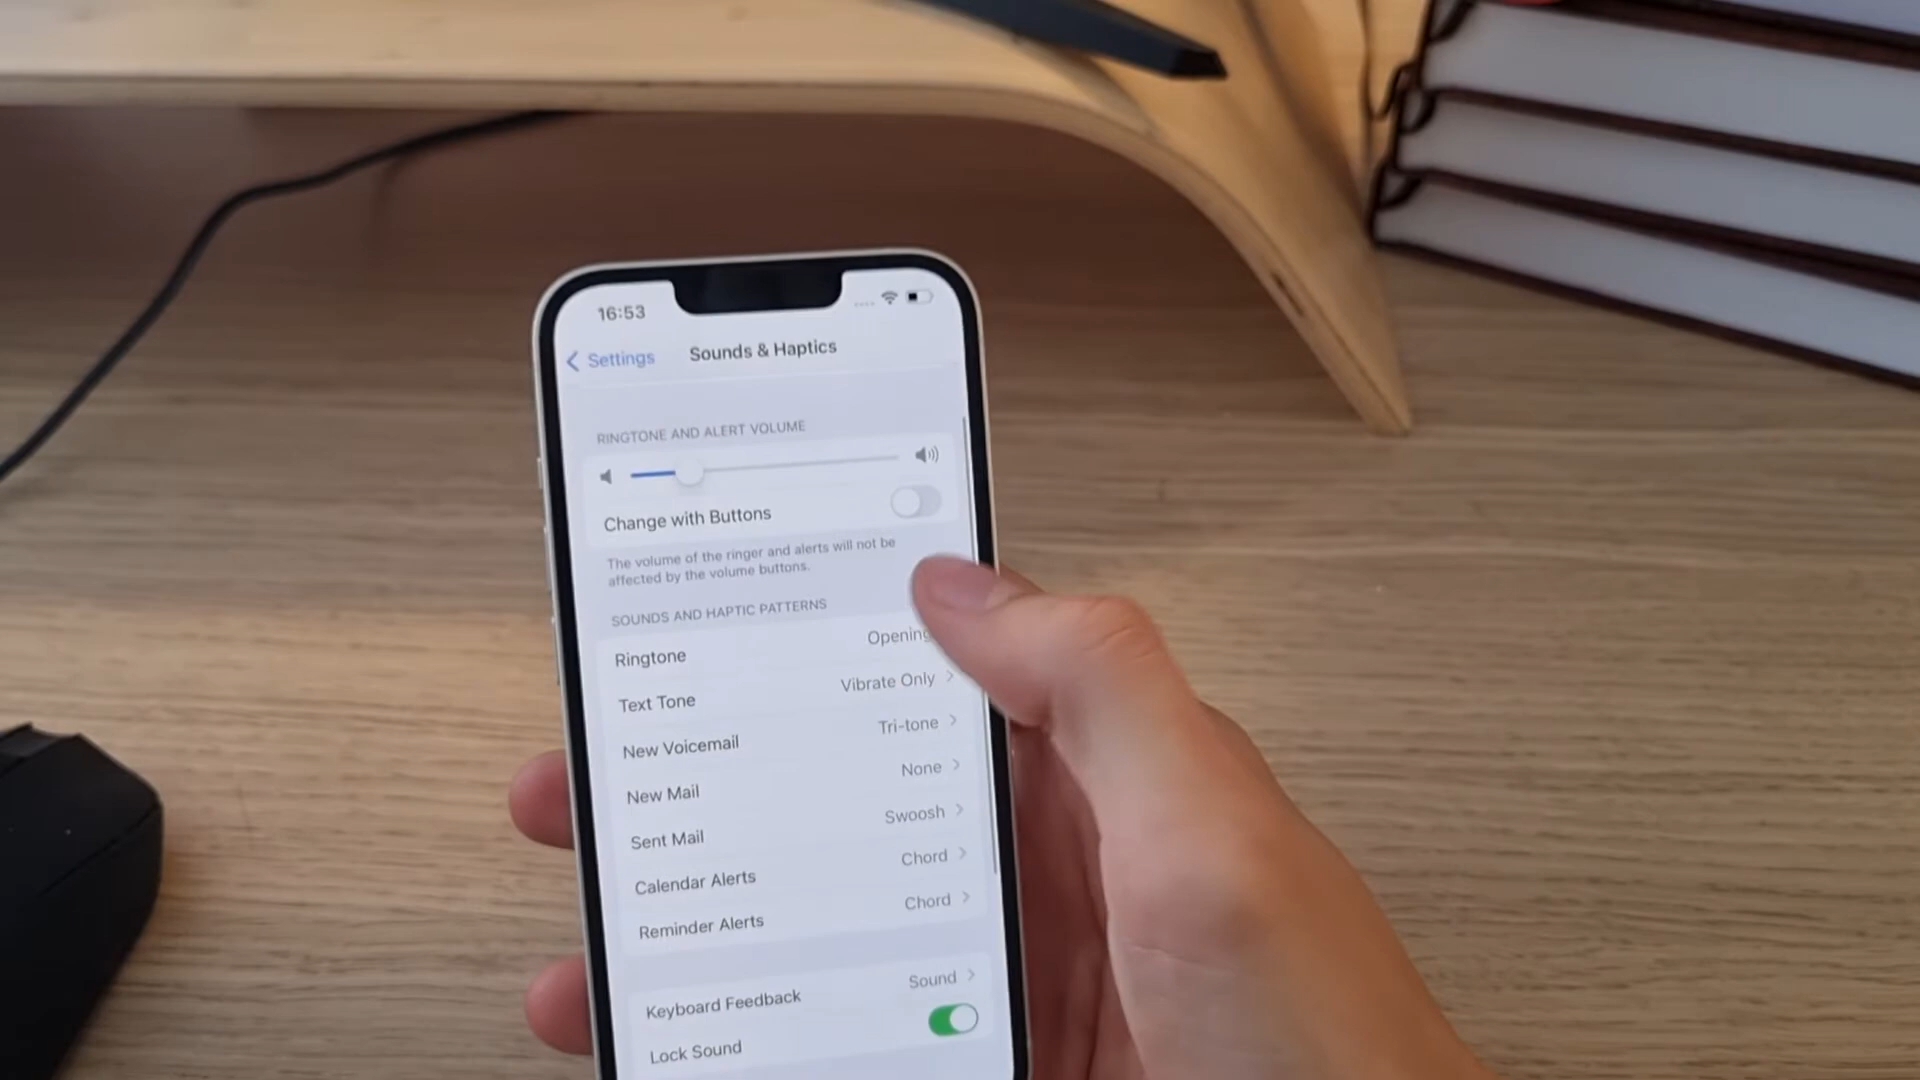 16:53
Settings
Sounds & Haptics
RINGTONE AND ALERT VOLUME
Change with Buttons
The volume of the ringer and alerts will not be
affected by the volume buttons.
SOUNDS AND HAPTIC PATTERNS
Ringtone Opening
Text Tone Vibrate Only
New Voicemail Tri-tone
New Mail None
Sent Mail Swoosh
Calendar Alerts Chord
Reminder Alerts Chord
Keyboard Feedback Sound
Lock Sound